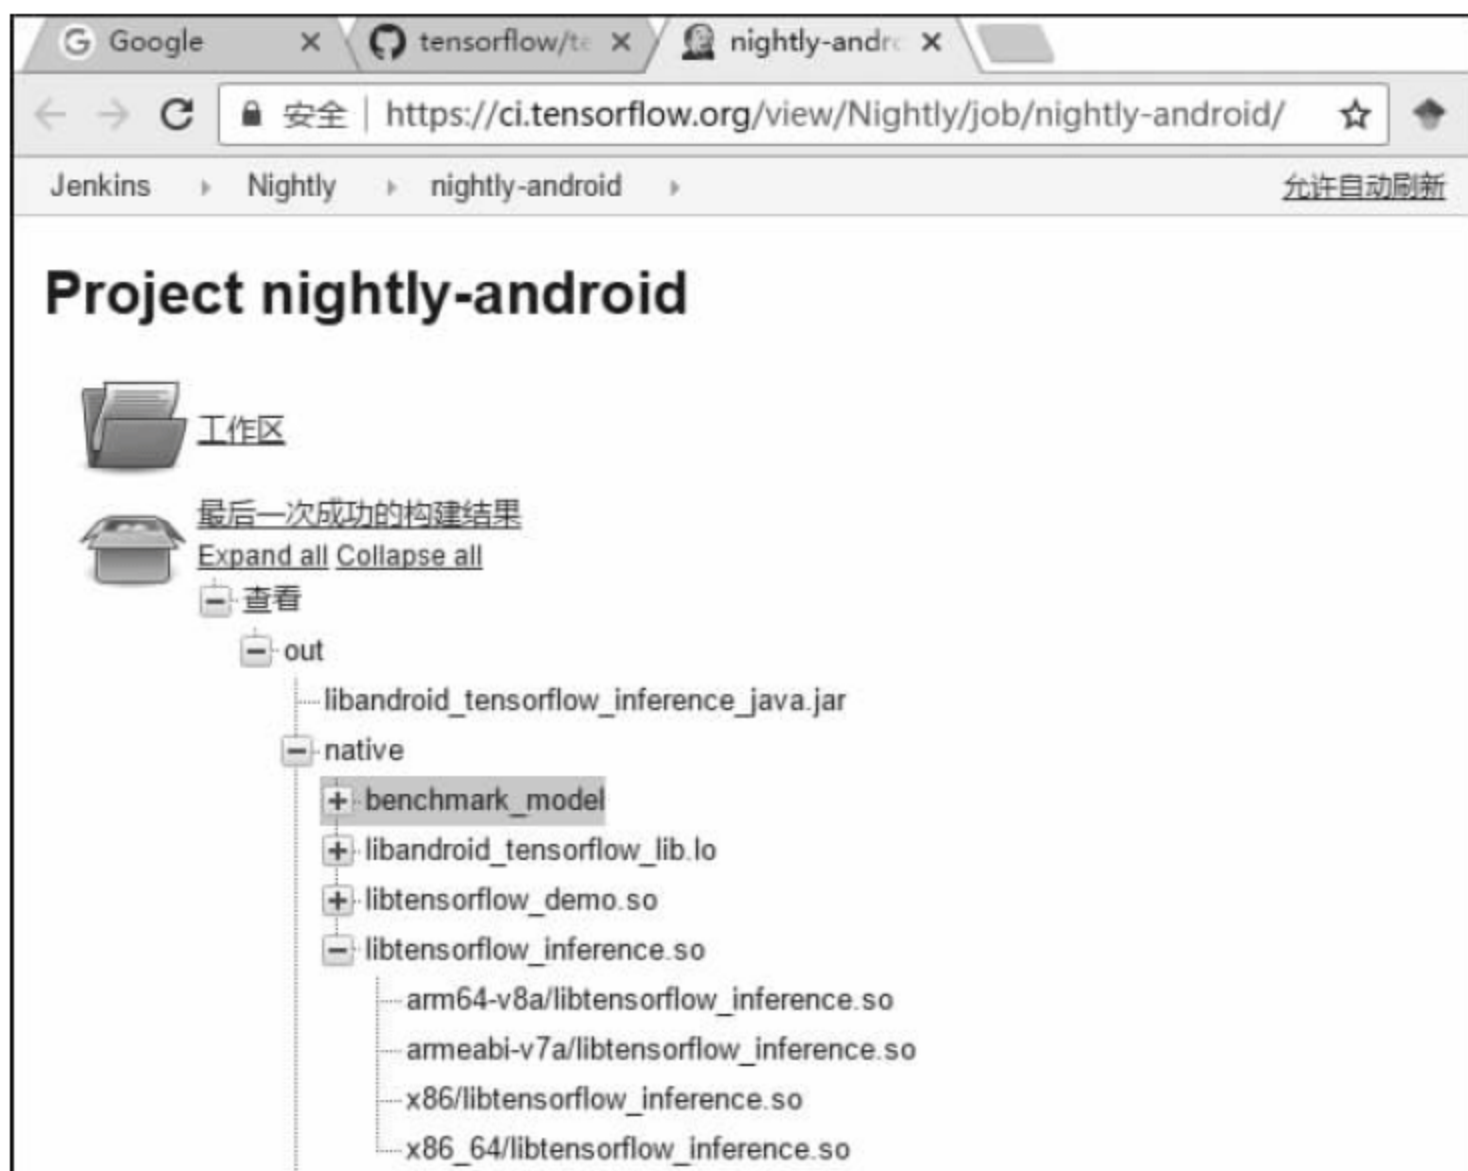 Google
tensorflow/te
nightly-andr
安全 | https://ci.tensorflow.org/view/Nightly/job/nightly-android/
Jenkins Nightly nightly-android 允许自动刷新
Project nightly-android
工作区
最后一次成功的构建结果
Expand all Collapse all
查看
out
libandroid_tensorflow_inference_java.jar
native
benchmark_model
libandroid_tensorflow_lib.lo
libtensorflow_demo.so
libtensorflow_inference.so
arm64-v8a/libtensorflow_inference.so
armeabi-v7a/libtensorflow_inference.so
x86/libtensorflow_inference.so
x86_64/libtensorflow_inference.so